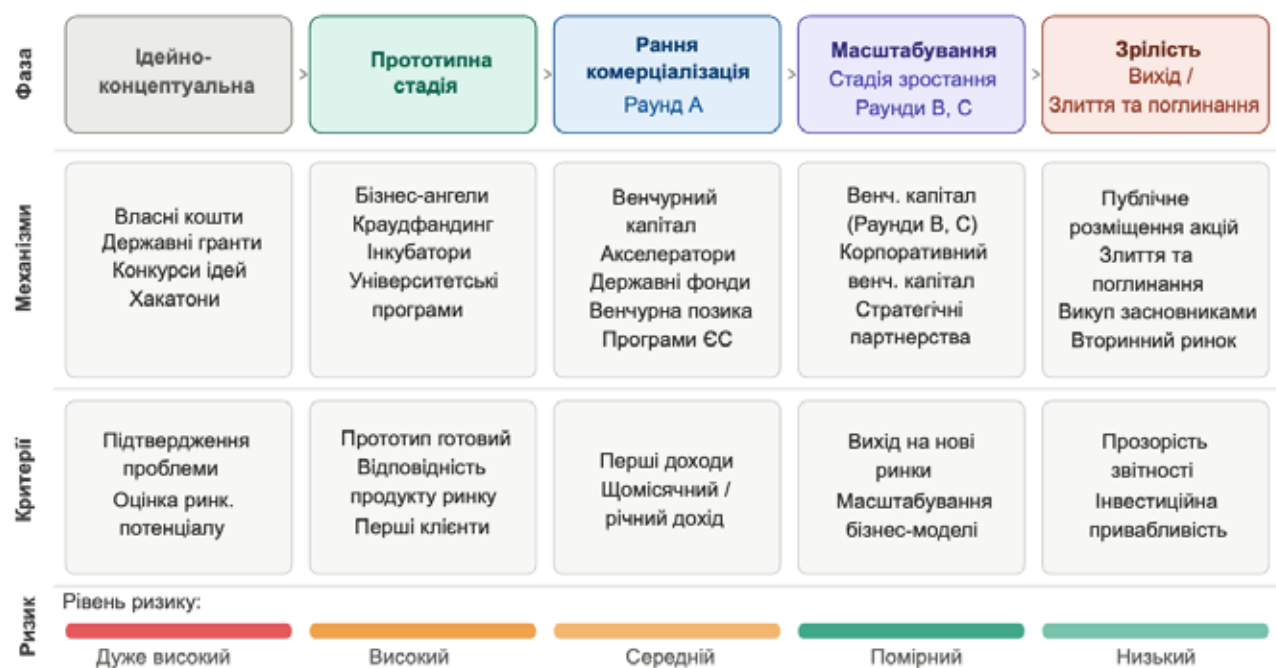 Фаза
Ідейно-
концептуальна
Прототипна
стадія
Рання
комерціалізація
Раунд А
Масштабування
Стадія зростання
Раунди B, C
Зрілість
Вихід /
Злиття та поглинання
Механізми
Власні кошти
Державні гранти
Конкурси ідей
Хакатони
Бізнес-ангели
Краудфандинг
Інкубатори
Університетські
програми
Венчурний
капітал
Акселератори
Державні фонди
Венчурна позика
Програми ЄС
Венч. капітал
(Раунди B, C)
Корпоративний
венч. капітал
Стратегічні
партнерства
Публічне
розміщення акцій
Злиття та
поглинання
Викуп засновниками
Вторинний ринок
Критерії
Підтвердження
проблеми
Оцінка ринк.
потенціалу
Прототип готовий
Відповідність
продукту ринку
Перші клієнти
Перші доходи
Щомісячний /
річний дохід
Вихід на нові
ринки
Масштабування
бізнес-моделі
Прозорість
звітності
Інвестиційна
привабливість
Ризик
Рівень ризику:
Дуже високий
Високий
Середній
Помірний
Низький